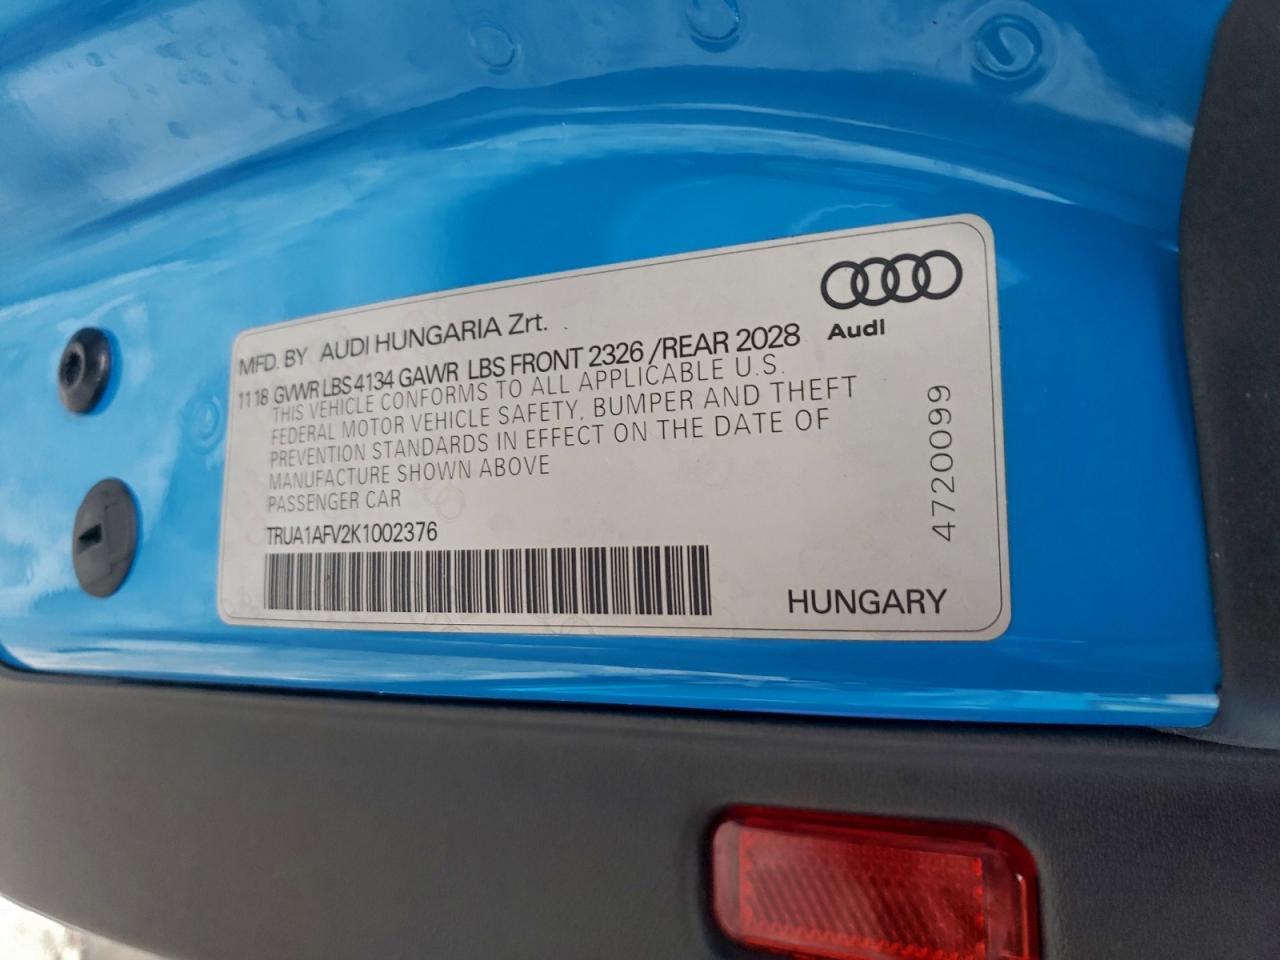 MFD. BY AUDI HUNGARIA Zrt.
Audi
11 18 GVWR LBS 4134 GAWR LBS FRONT 2326 /REAR 2028
THIS VEHICLE CONFORMS TO ALL APPLICABLE U.S.
FEDERAL MOTOR VEHICLE SAFETY, BUMPER AND THEFT
PREVENTION STANDARDS IN EFFECT ON THE DATE OF
MANUFACTURE SHOWN ABOVE
PASSENGER CAR
TRUA1AFV2K1002376
HUNGARY
4720099